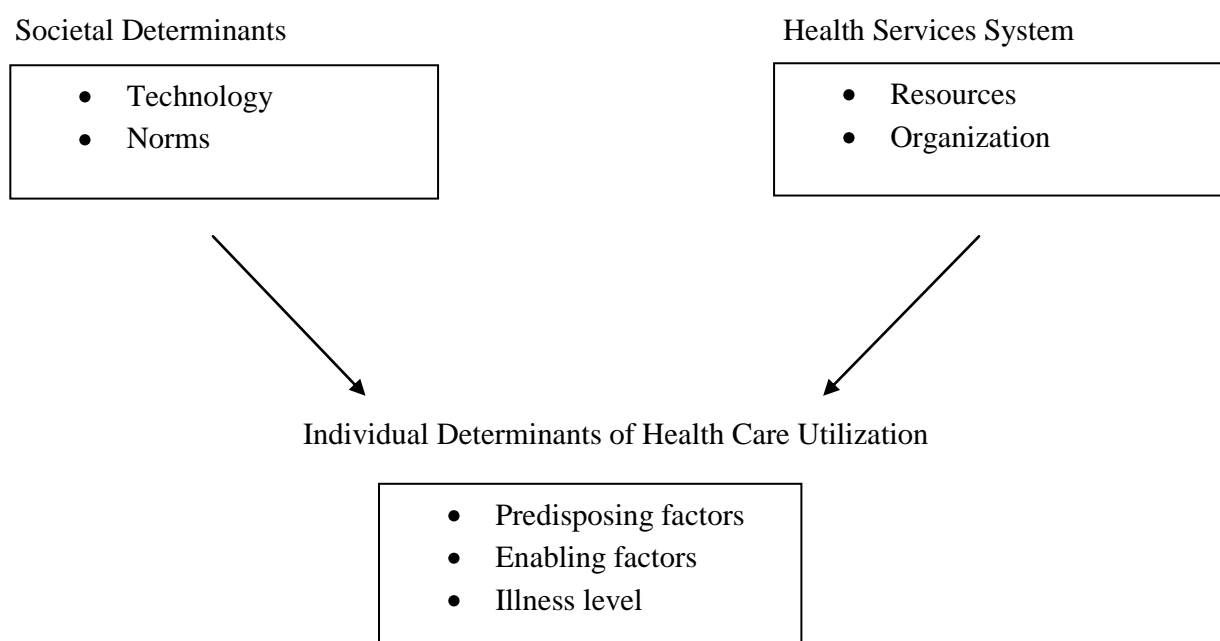 Societal Determinants
• Technology
• Norms
Health Services System
• Resources
• Organization
Individual Determinants of Health Care Utilization
• Predisposing factors
• Enabling factors
• Illness level